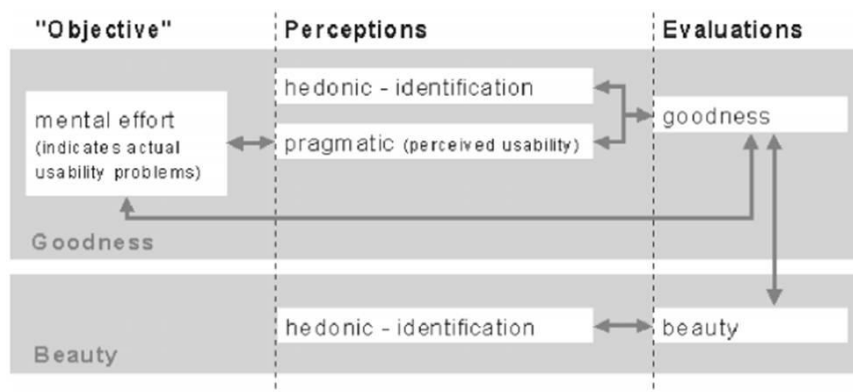 "Objective" Perceptions Evaluations
hedonic - identification
mental effort
(indicates actual
usability problems)
pragmatic (perceived usability)
goodness
Goodness
hedonic - identification
beauty
Beauty